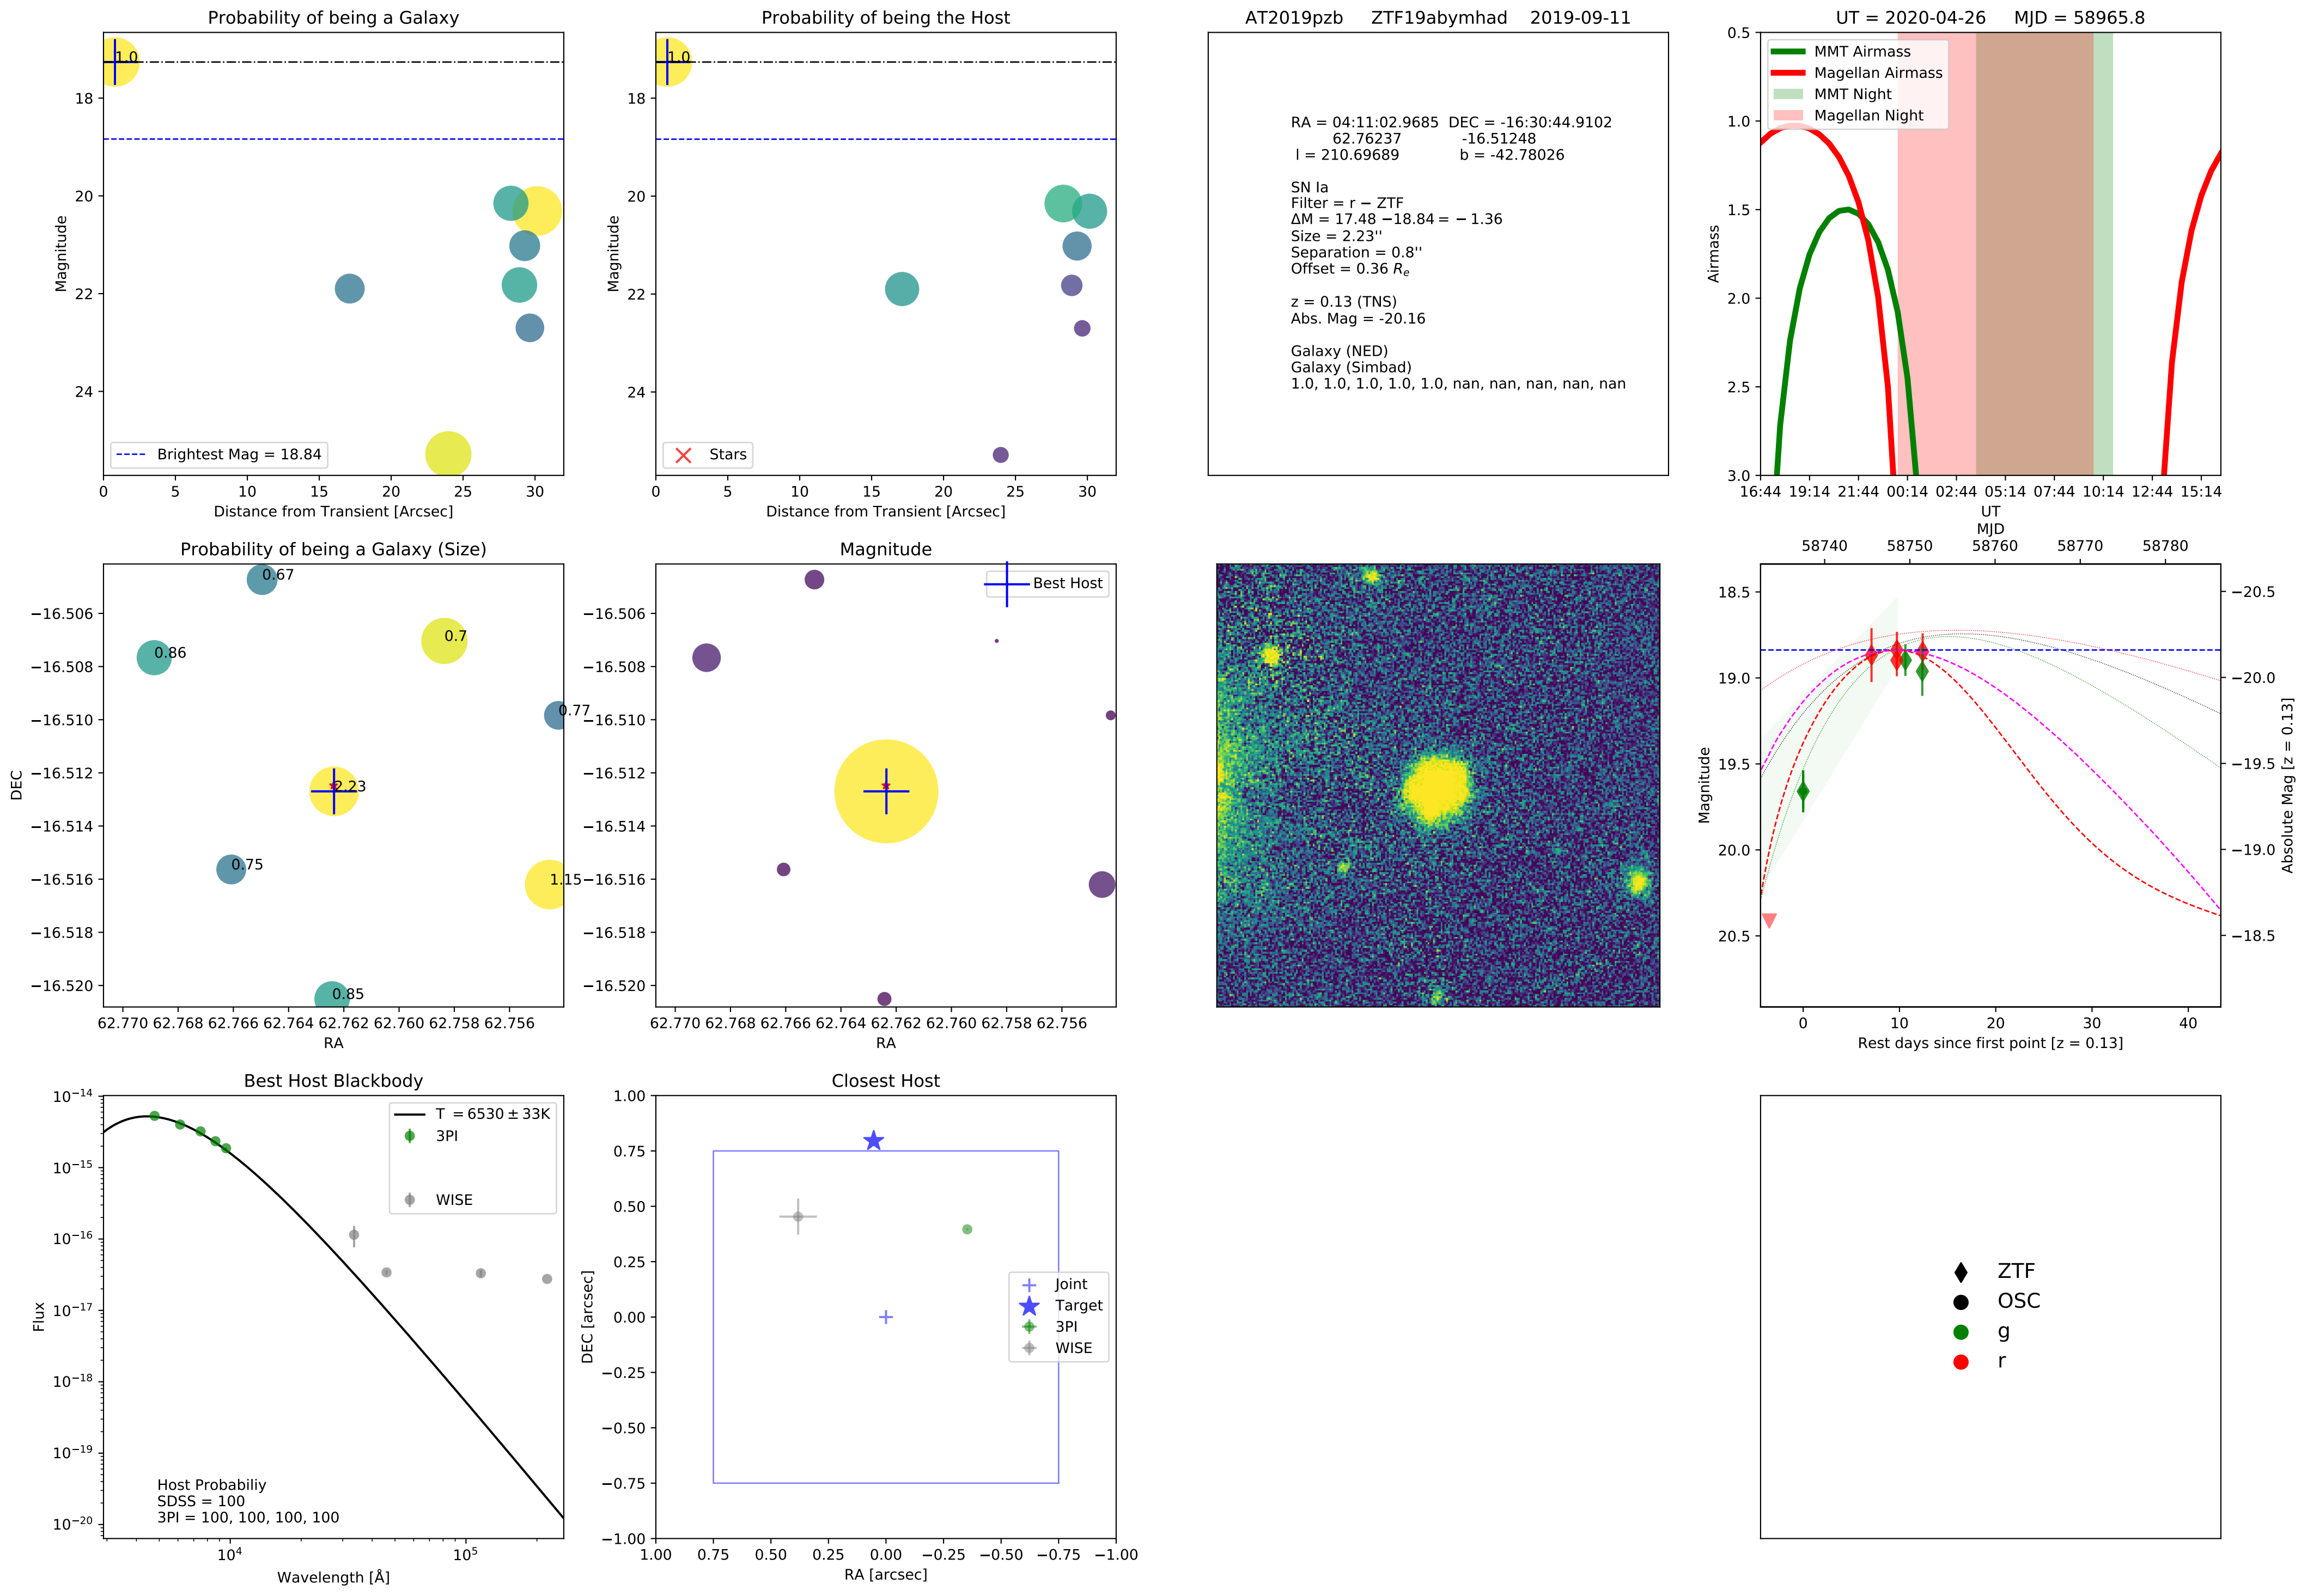 Probability of being a Galaxy
1.0
18
20
22
24
Magnitude
Brightest Mag = 18.84
0 5 10 15 20 25 30
Distance from Transient [Arcsec]
Probability of being the Host
1.0
18
20
22
24
Magnitude
Stars
0 5 10 15 20 25 30
Distance from Transient [Arcsec]
AT2019pzb ZTF19abymhad 2019-09-11
RA = 04:11:02.9685 DEC = -16:30:44.9102
62.76237 -16.51248
l = 210.69689 b = -42.78026
SN Ia
Filter = r − ZTF
ΔM = 17.48 −18.84 = − 1.36
Size = 2.23''
Separation = 0.8''
Offset = 0.36 Re
z = 0.13 (TNS)
Abs. Mag = -20.16
Galaxy (NED)
Galaxy (Simbad)
1.0, 1.0, 1.0, 1.0, 1.0, nan, nan, nan, nan, nan
UT = 2020-04-26 MJD = 58965.8
MMT Airmass
Magellan Airmass
MMT Night
Magellan Night
0.5
1.0
1.5
2.0
2.5
3.0
Airmass
16:44 19:14 21:44 00:14 02:44 05:14 07:44 10:14 12:44 15:14
UT
Probability of being a Galaxy (Size)
0.67
0.86
0.7
0.77
2.23
0.75
1.15
0.85
−16.506
−16.508
−16.510
−16.512
−16.514
−16.516
−16.518
−16.520
DEC
62.770 62.768 62.766 62.764 62.762 62.760 62.758 62.756
RA
Magnitude
Best Host
−16.506
−16.508
−16.510
−16.512
−16.514
−16.516
−16.518
−16.520
62.770 62.768 62.766 62.764 62.762 62.760 62.758 62.756
RA
MJD
58740 58750 58760 58770 58780
18.5
19.0
19.5
20.0
20.5
Magnitude
−20.5
−20.0
−19.5
−19.0
−18.5
Absolute Mag [z = 0.13]
0 10 20 30 40
Rest days since first point [z = 0.13]
Best Host Blackbody
T = 6530 ± 33K
3PI
WISE
10−14
10−15
10−16
10−17
10−18
10−19
10−20
Flux
Host Probabiliy
SDSS = 100
3PI = 100, 100, 100, 100
104 105
Wavelength [Å]
Closest Host
1.00
0.75
0.50
0.25
0.00
−0.25
−0.50
−0.75
−1.00
DEC [arcsec]
Joint
Target
3PI
WISE
1.00 0.75 0.50 0.25 0.00 −0.25 −0.50 −0.75 −1.00
RA [arcsec]
ZTF
OSC
g
r